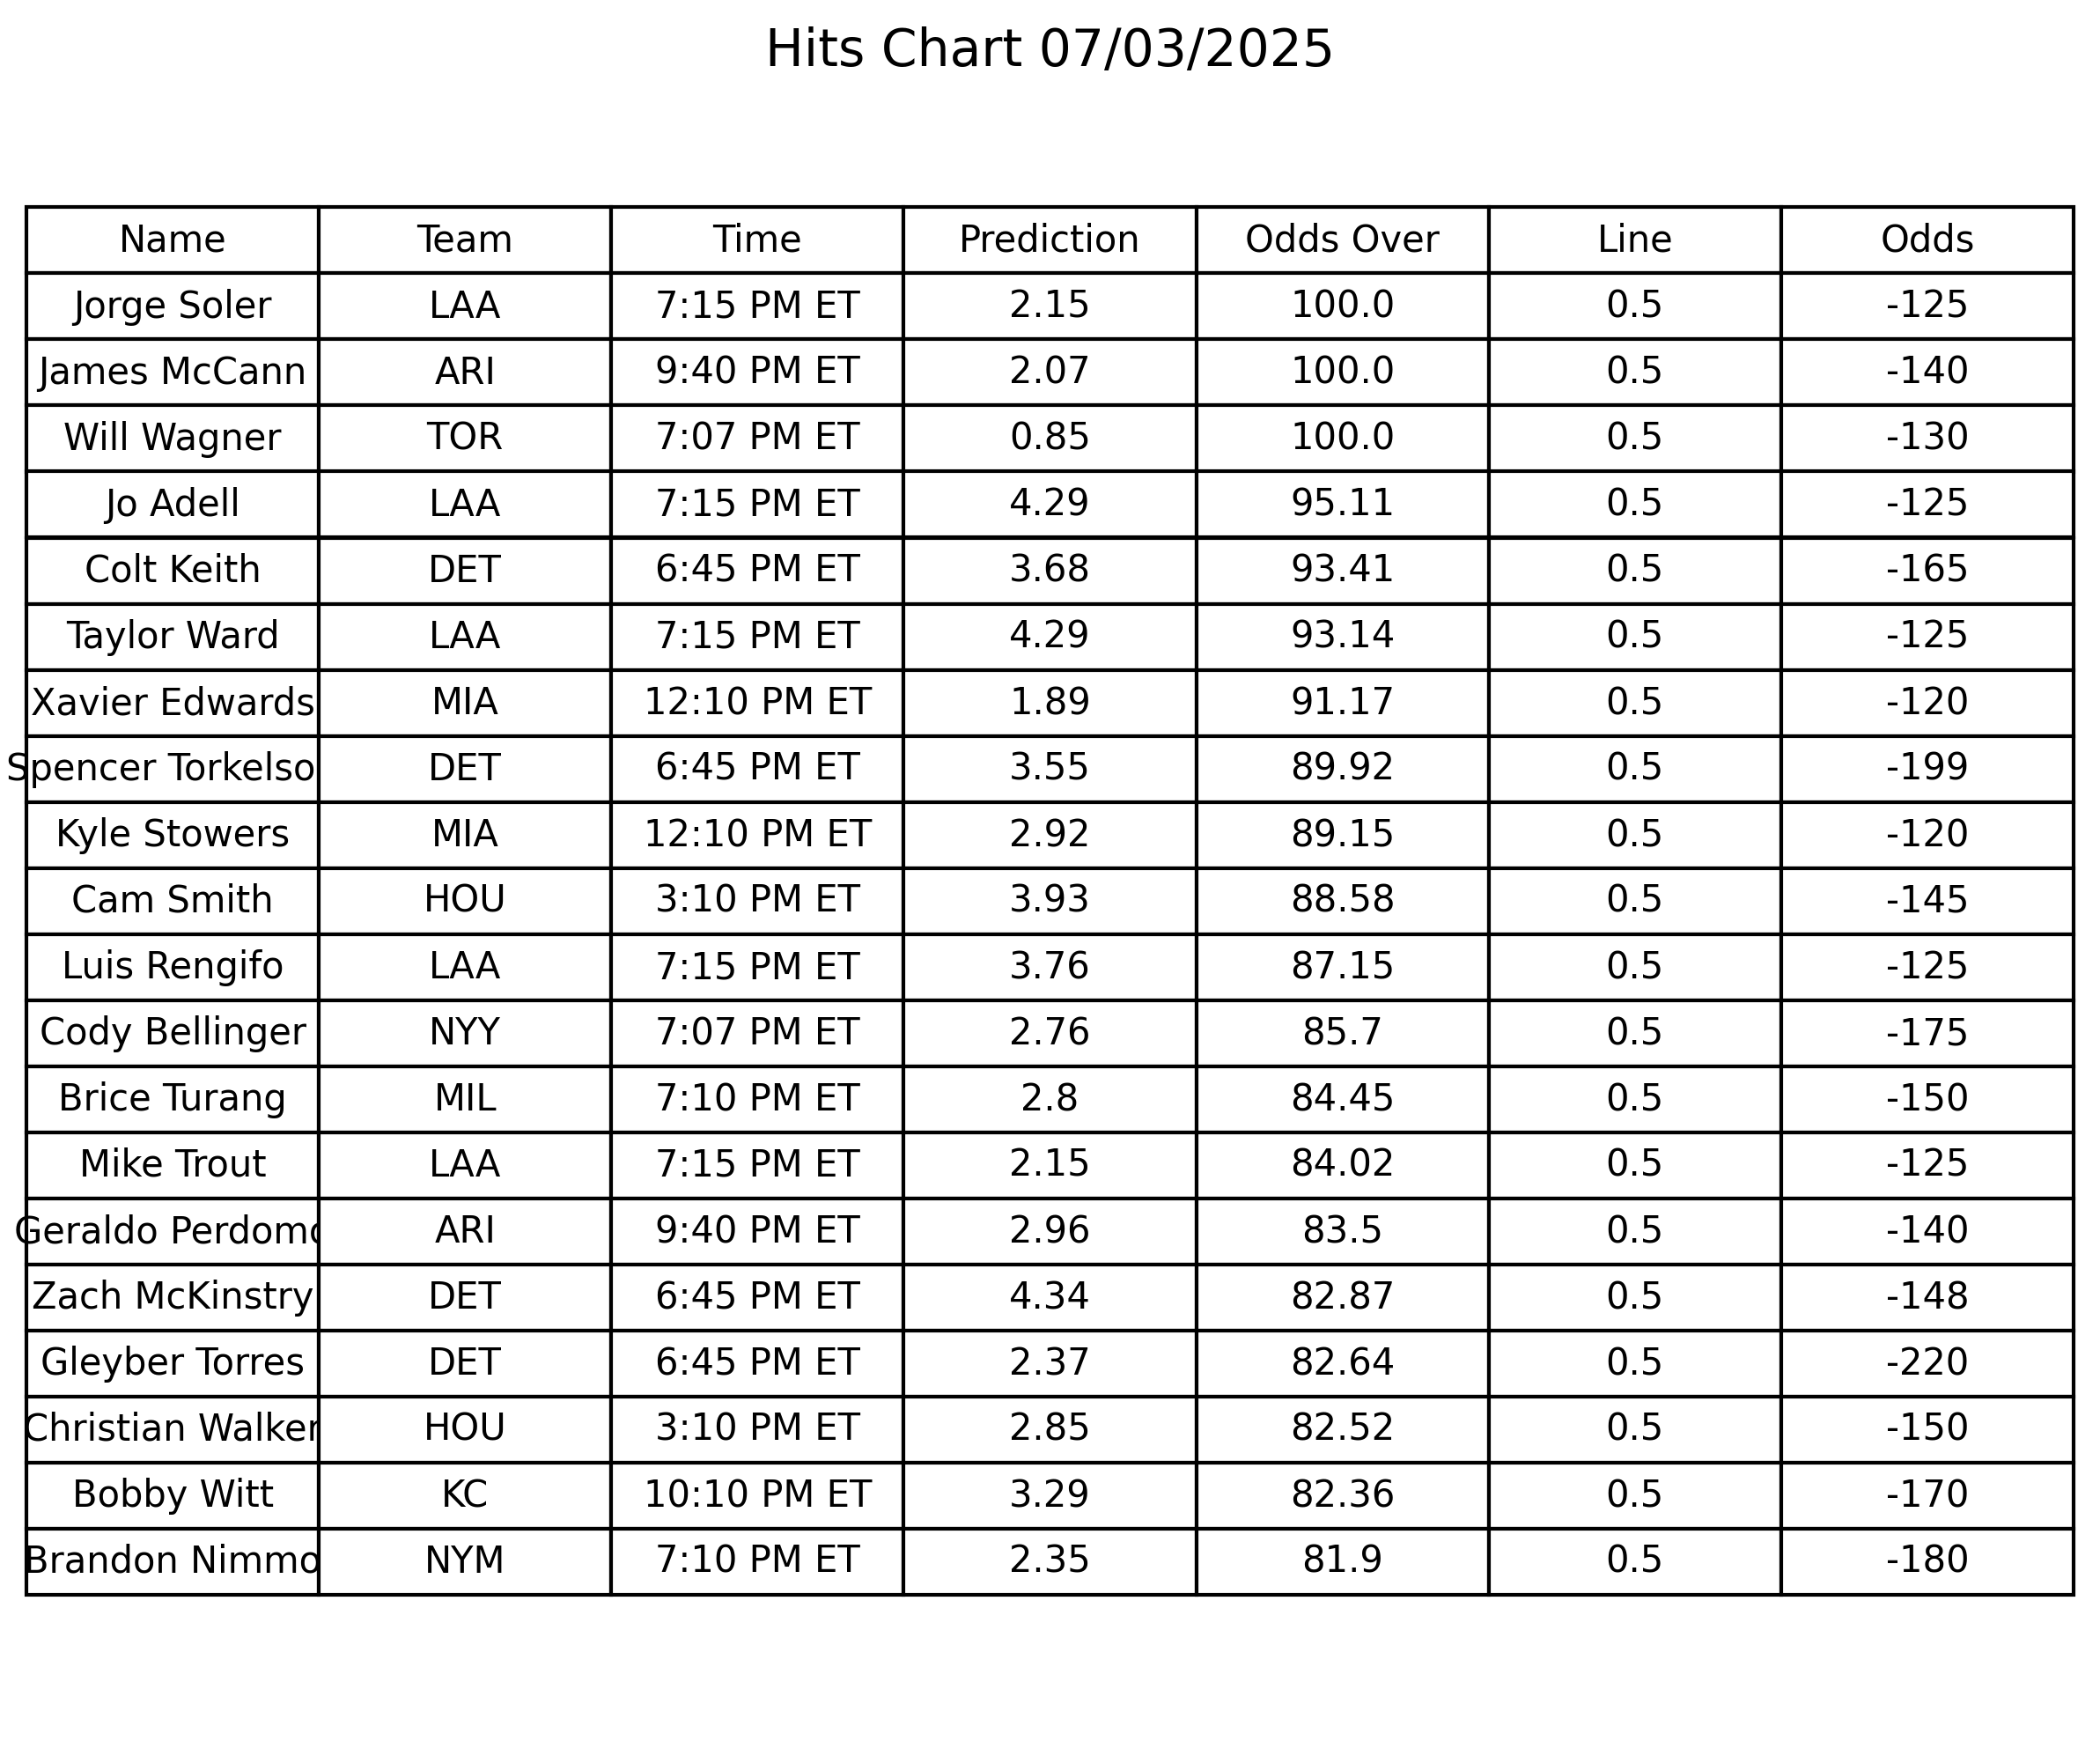 Hits Chart 07/03/2025
Name Team Time Prediction Odds Over Line Odds
Jorge Soler LAA 7:15 PM ET 2.15 100.0 0.5 -125
James McCann ARI 9:40 PM ET 2.07 100.0 0.5 -140
Will Wagner TOR 7:07 PM ET 0.85 100.0 0.5 -130
Jo Adell LAA 7:15 PM ET 4.29 95.11 0.5 -125
Colt Keith DET 6:45 PM ET 3.68 93.41 0.5 -165
Taylor Ward LAA 7:15 PM ET 4.29 93.14 0.5 -125
Xavier Edwards MIA 12:10 PM ET 1.89 91.17 0.5 -120
Spencer Torkelso DET 6:45 PM ET 3.55 89.92 0.5 -199
Kyle Stowers MIA 12:10 PM ET 2.92 89.15 0.5 -120
Cam Smith HOU 3:10 PM ET 3.93 88.58 0.5 -145
Luis Rengifo LAA 7:15 PM ET 3.76 87.15 0.5 -125
Cody Bellinger NYY 7:07 PM ET 2.76 85.7 0.5 -175
Brice Turang MIL 7:10 PM ET 2.8 84.45 0.5 -150
Mike Trout LAA 7:15 PM ET 2.15 84.02 0.5 -125
Geraldo Perdomo ARI 9:40 PM ET 2.96 83.5 0.5 -140
Zach McKinstry DET 6:45 PM ET 4.34 82.87 0.5 -148
Gleyber Torres DET 6:45 PM ET 2.37 82.64 0.5 -220
Christian Walker HOU 3:10 PM ET 2.85 82.52 0.5 -150
Bobby Witt KC 10:10 PM ET 3.29 82.36 0.5 -170
Brandon Nimmo NYM 7:10 PM ET 2.35 81.9 0.5 -180